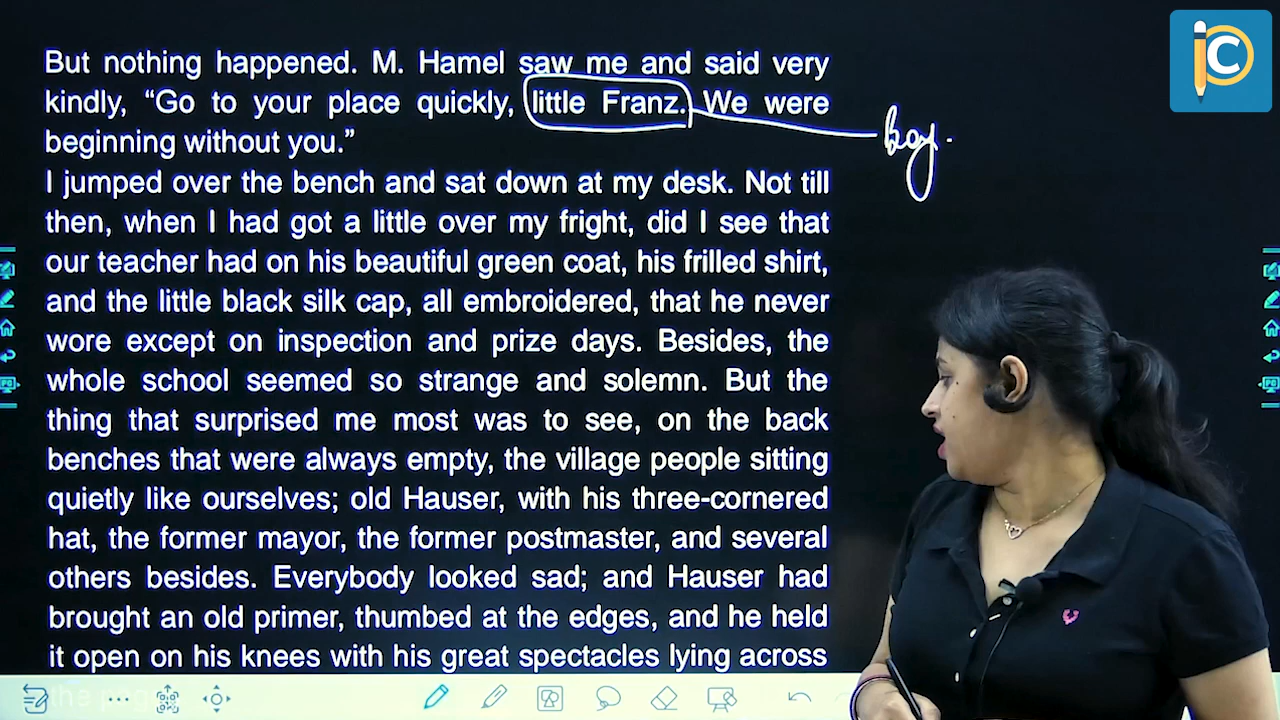 But nothing happened. M. Hamel saw me and said very
kindly, “Go to your place quickly, little Franz. We were
beginning without you.”
Boy.
I jumped over the bench and sat down at my desk. Not till
then, when I had got a little over my fright, did I see that
our teacher had on his beautiful green coat, his frilled shirt,
and the little black silk cap, all embroidered, that he never
wore except on inspection and prize days. Besides, the
whole school seemed so strange and solemn. But the
thing that surprised me most was to see, on the back
benches that were always empty, the village people sitting
quietly like ourselves; old Hauser, with his three-cornered
hat, the former mayor, the former postmaster, and several
others besides. Everybody looked sad; and Hauser had
brought an old primer, thumbed at the edges, and he held
it open on his knees with his great spectacles lying across
the pages.